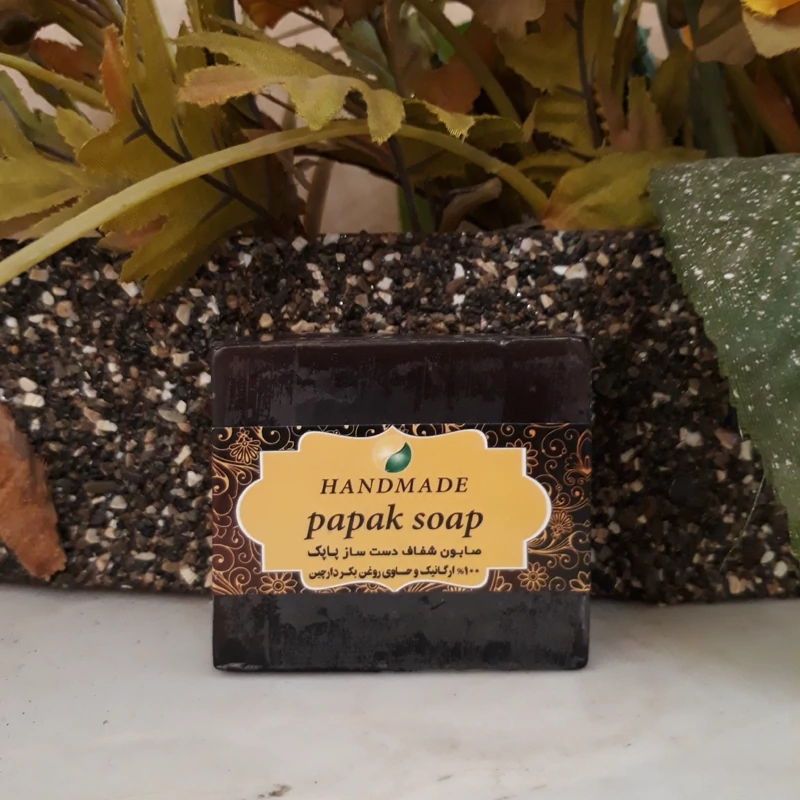 HANDMADE
papak soap
صابون شفاف دست ساز پاپک
%۱۰۰ ارگانیک و حاوی روغن بکر دارچین